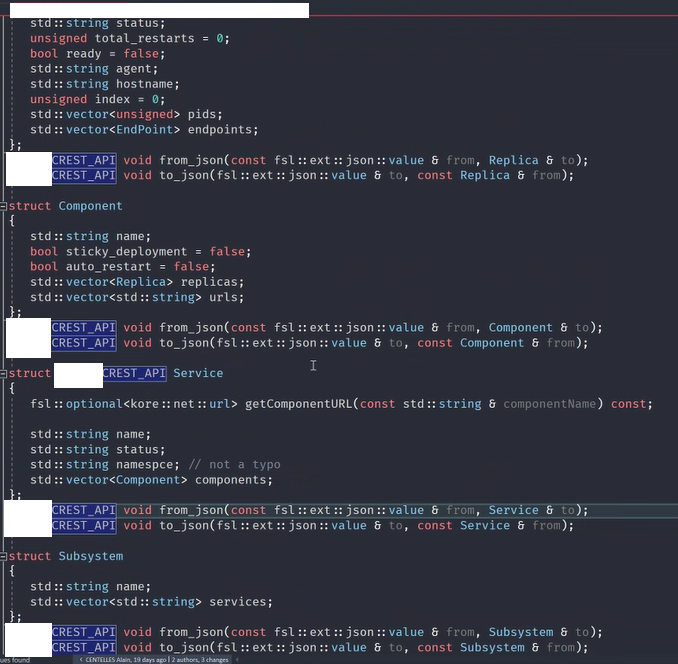 std::string status;
unsigned total_restarts = 0;
bool ready = false;
std::string agent;
std::string hostname;
unsigned index = 0;
std::vector<unsigned> pids;
std::vector<EndPoint> endpoints;
};
CREST_API void from_json(const fsl::ext::json::value & from, Replica & to);
CREST_API void to_json(fsl::ext::json::value & to, const Replica & from);
struct Component
{
std::string name;
bool sticky_deployment = false;
bool auto_restart = false;
std::vector<Replica> replicas;
std::vector<std::string> urls;
};
CREST_API void from_json(const fsl::ext::json::value & from, Component & to);
CREST_API void to_json(fsl::ext::json::value & to, const Component & from);
struct CREST_API Service
{
fsl::optional<kore::net::url> getComponentURL(const std::string & componentName) const;
std::string name;
std::string status;
std::string namespce; // not a typo
std::vector<Component> components;
};
CREST_API void from_json(const fsl::ext::json::value & from, Service & to);
CREST_API void to_json(fsl::ext::json::value & to, const Service & from);
struct Subsystem
{
std::string name;
std::vector<std::string> services;
};
CREST_API void from_json(const fsl::ext::json::value & from, Subsystem & to);
CREST_API void to_json(fsl::ext::json::value & to, const Subsystem & from);
ues found CENTELLES Alain, 19 days ago | 2 authors, 3 changes